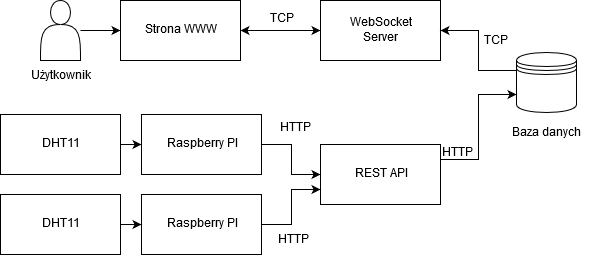 TCP
Strona WWW
WebSocket
Server
TCP
Użytkownik
Baza danych
HTTP
DHT11
Raspberry PI
HTTP
REST API
DHT11
Raspberry PI
HTTP